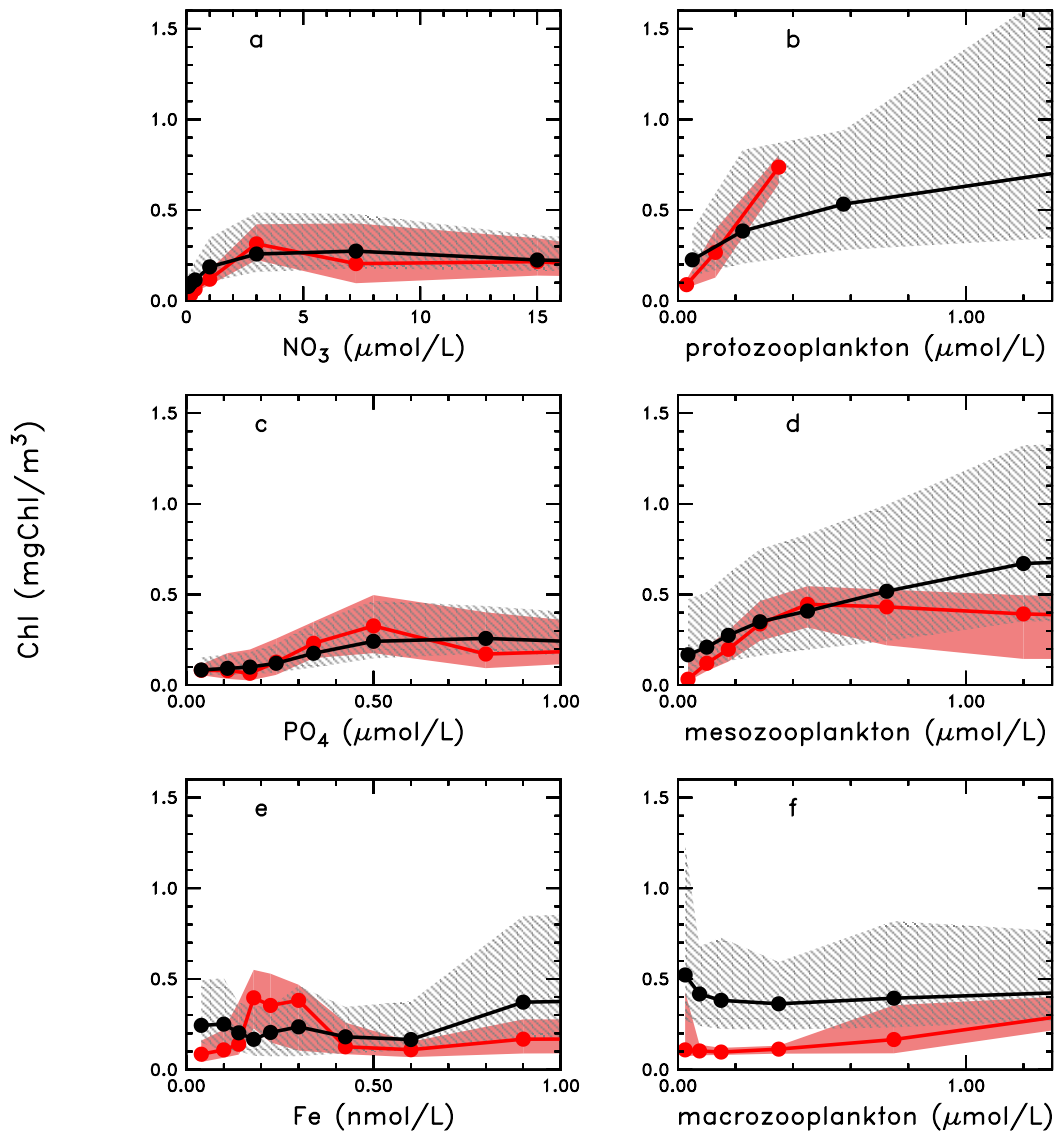 Chl (mgChl/m³)
a
1.5
1.0
0.5
0.0
0 5 10 15
NO₃ (μmol/L)
b
1.5
1.0
0.5
0.0
0.00 1.00
protozooplankton (μmol/L)
c
1.5
1.0
0.5
0.0
0.00 0.50 1.00
PO₄ (μmol/L)
d
1.5
1.0
0.5
0.0
0.00 1.00
mesozooplankton (μmol/L)
e
1.5
1.0
0.5
0.0
0.00 0.50 1.00
Fe (nmol/L)
f
1.5
1.0
0.5
0.0
0.00 1.00
macrozooplankton (μmol/L)